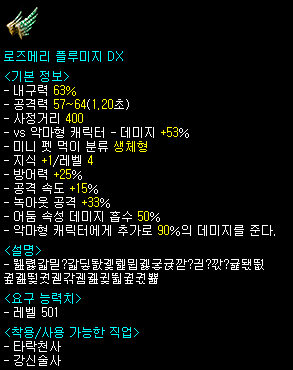 로즈메리 플루미지 DX
<기본 정보>
- 내구력 63%
- 공격력 57~64(1.20초)
- 사정거리 400
- vs 악마형 캐릭터 - 데미지 +53%
- 미니 펫 먹이 분류 생체형
- 지식 +1/레벨 4
- 방어력 +25%
- 공격 속도 +15%
- 녹아웃 공격 +33%
- 어둠 속성 데미지 흡수 50%
- 악마형 캐릭터에게 추가로 90%의 데미지를 준다.
<설명>
<요구 능력치>
- 레벨 501
<착용/사용 가능한 직업>
- 타락천사
- 강신술사